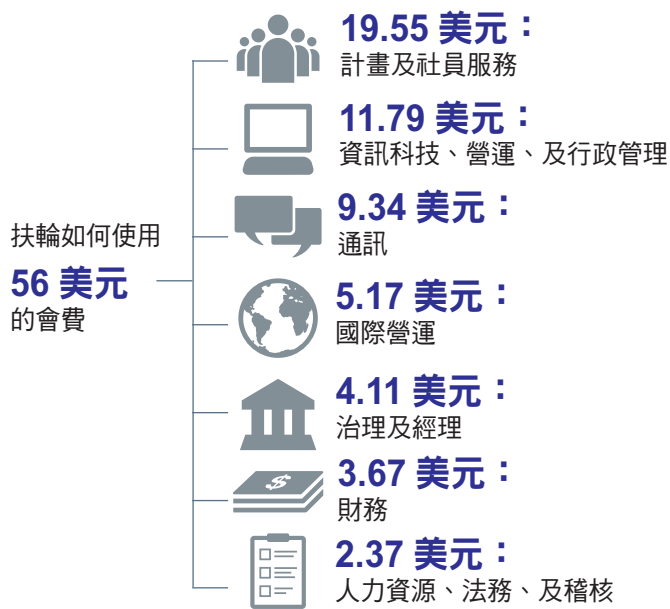 19.55 美元：
計畫及社員服務
11.79 美元：
資訊科技、營運、及行政管理
9.34 美元：
通訊
扶輪如何使用
56 美元
的會費
5.17 美元：
國際營運
4.11 美元：
治理及經理
$
3.67 美元：
財務
2.37 美元：
人力資源、法務、及稽核